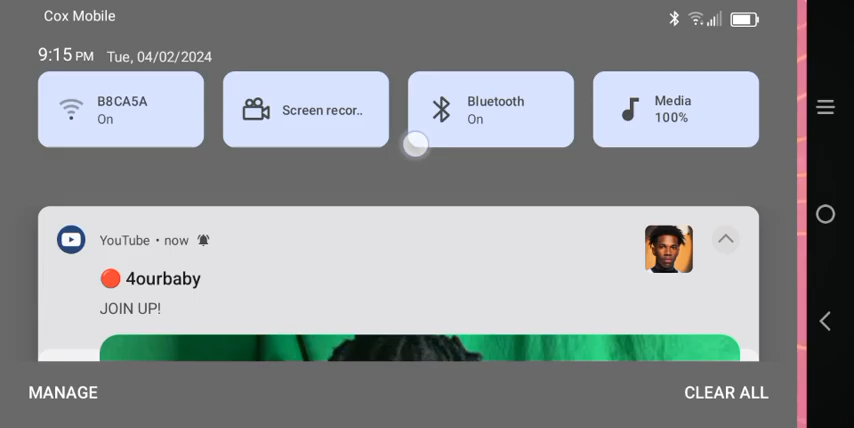 Cox Mobile
9:15 PM Tue, 04/02/2024
B8CA5A
On
Screen recor..
Bluetooth
On
Media
100%
YouTube • now
🔴 4ourbaby
JOIN UP!
MANAGE
CLEAR ALL